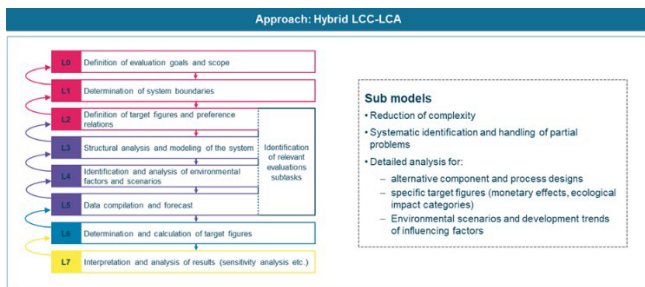 Approach: Hybrid LCC-LCA
L0 Definition of evaluation goals and scope
L1 Determination of system boundaries
L2 Definition of target figures and preference
relations
L3 Structural analysis and modeling of the system
L4 Identification and analysis of environmental
factors and scenarios
L5 Data compilation and forecast
Identification
of relevant
evaluations
subtasks
L6 Determination and calculation of target figures
L7 Interpretation and analysis of results (sensitivity analysis etc.)
Sub models
• Reduction of complexity
• Systematic identification and handling of partial
problems
• Detailed analysis for:
– alternative component and process designs
– specific target figures (monetary effects, ecological
impact categories)
– Environmental scenarios and development trends
of influencing factors